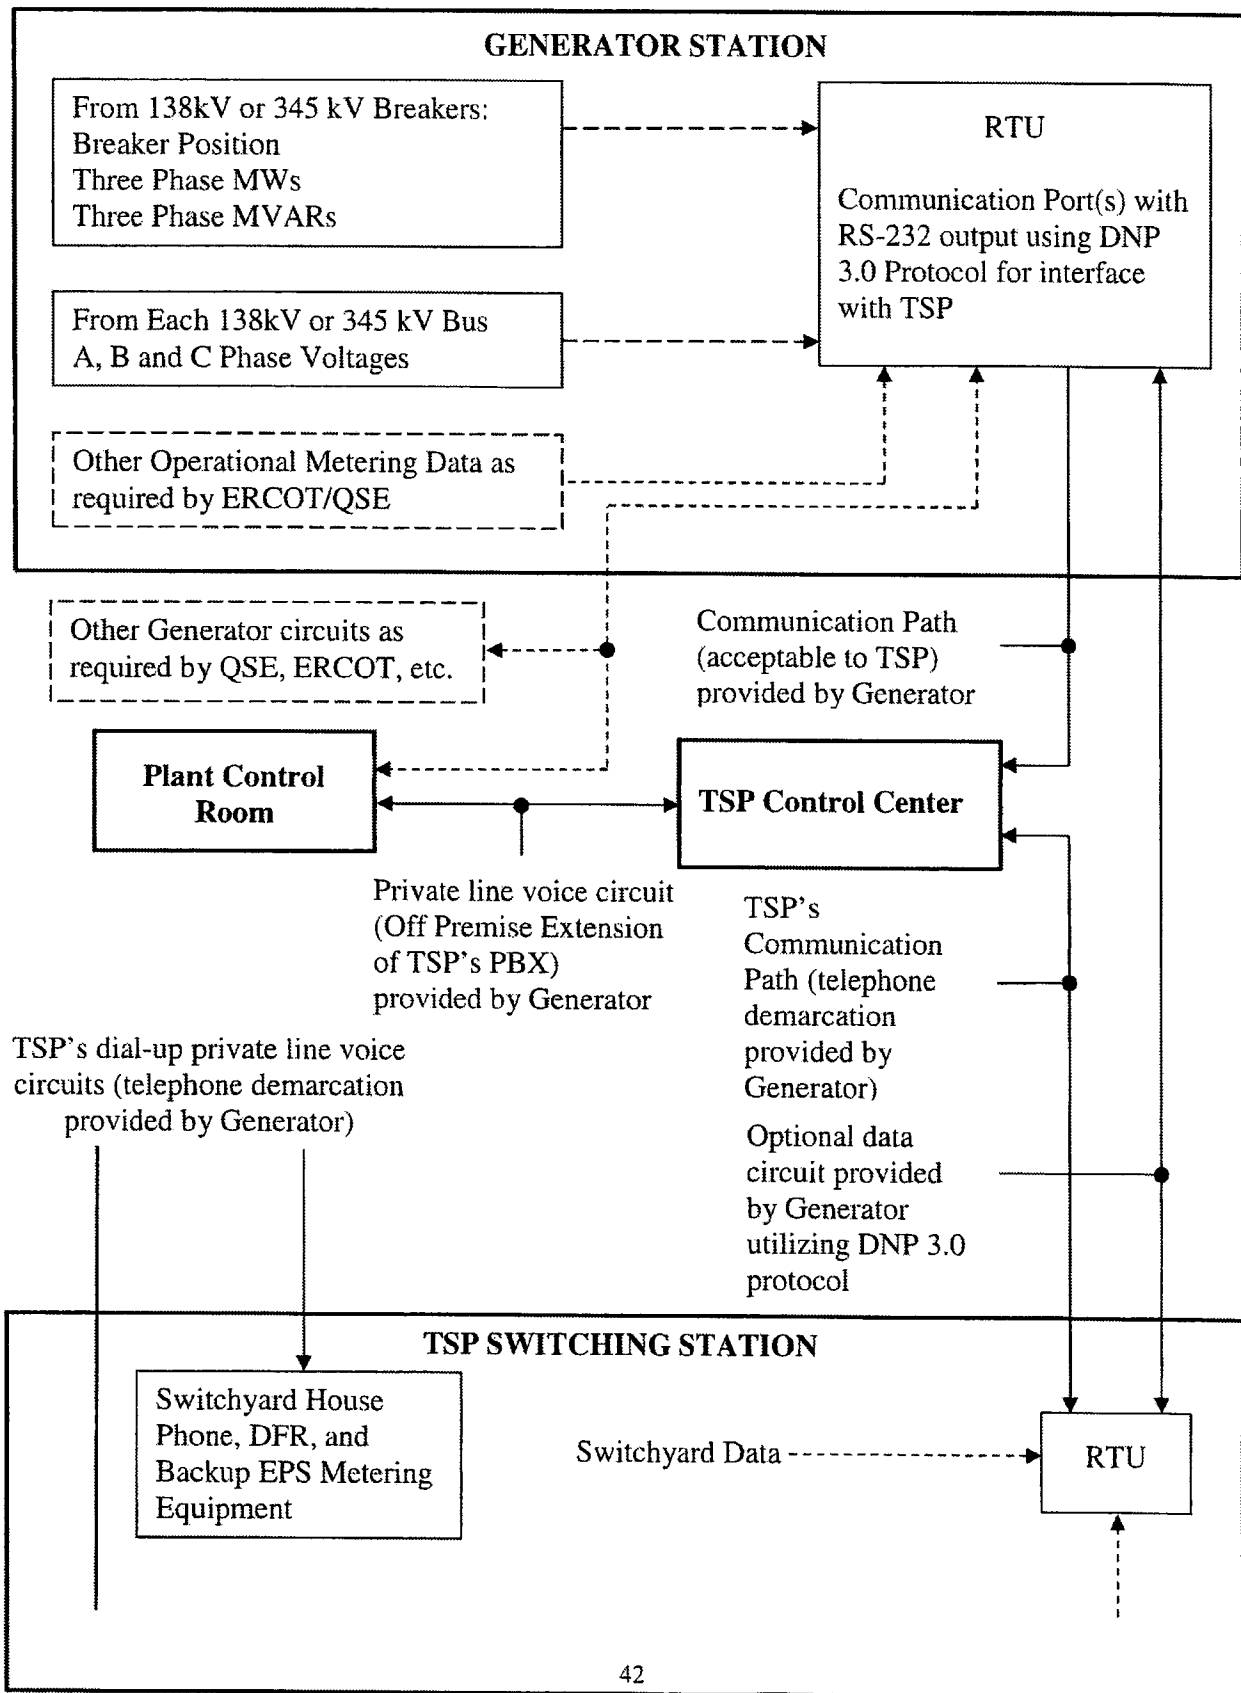 GENERATOR STATION
From 138kV or 345 kV Breakers:
Breaker Position
Three Phase MWs
Three Phase MVARs
RTU
Communication Port(s) with
RS-232 output using DNP
3.0 Protocol for interface
with TSP
From Each 138kV or 345 kV Bus
A, B and C Phase Voltages
Other Operational Metering Data as
required by ERCOT/QSE
Other Generator circuits as
required by QSE, ERCOT, etc.
Communication Path
(acceptable to TSP)
provided by Generator
Plant Control
Room
TSP Control Center
Private line voice circuit
(Off Premise Extension
of TSP's PBX)
provided by Generator
TSP's
Communication
Path (telephone
demarcation
provided by
Generator)
TSP's dial-up private line voice
circuits (telephone demarcation
provided by Generator)
Optional data
circuit provided
by Generator
utilizing DNP 3.0
protocol
TSP SWITCHING STATION
Switchyard House
Phone, DFR, and
Backup EPS Metering
Equipment
Switchyard Data
RTU
42